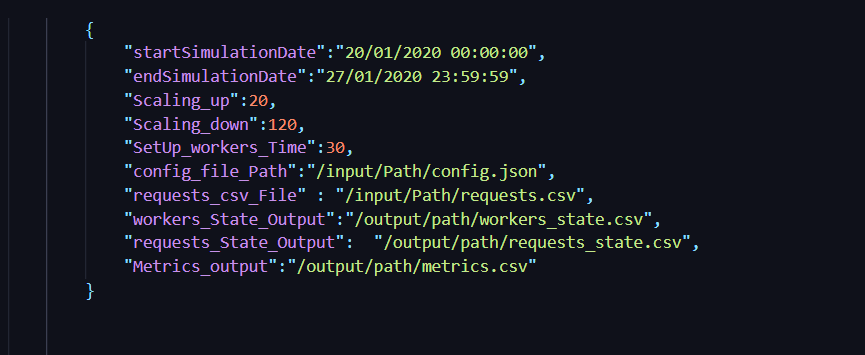 {
"startSimulationDate":"20/01/2020 00:00:00",
"endSimulationDate":"27/01/2020 23:59:59",
"Scaling_up":20,
"Scaling_down":120,
"SetUp_workers_Time":30,
"config_file_Path":"/input/Path/config.json",
"requests_csv_File" : "/input/Path/requests.csv",
"workers_State_Output":"/output/path/workers_state.csv",
"requests_State_Output":  "/output/path/requests_state.csv",
"Metrics_output":"/output/path/metrics.csv"
}